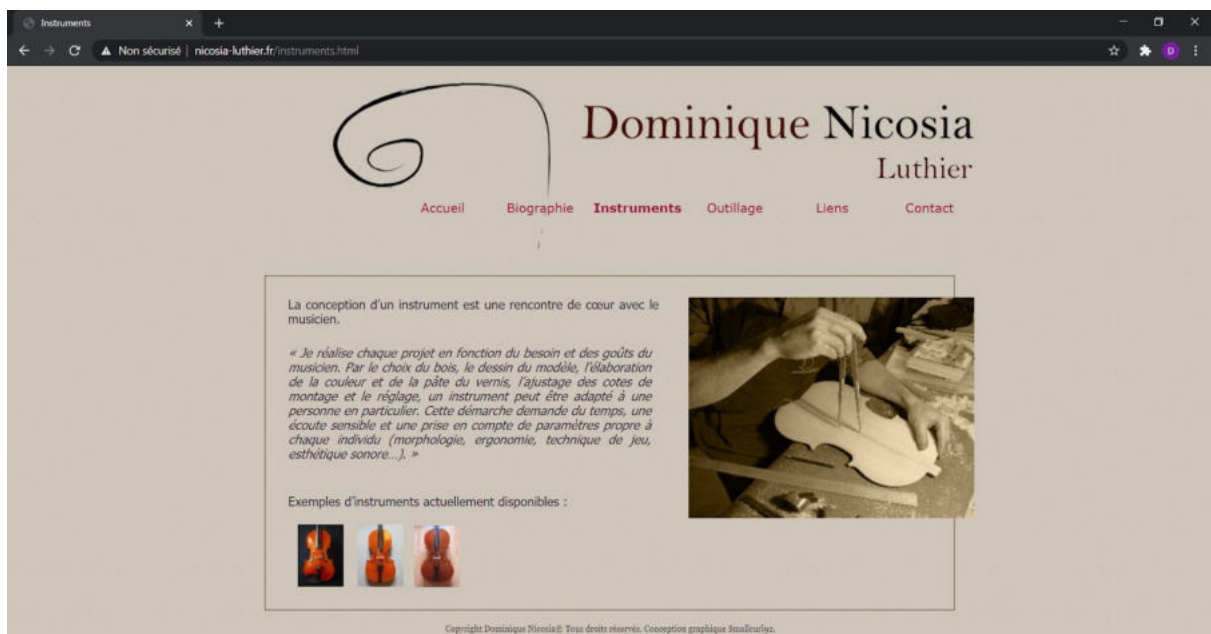 Instruments
Non sécurisé | nicosia-luthier.fr/instruments.html
D
Dominique Nicosia
Luthier
Accueil Biographie Instruments Outillage Liens Contact
La conception d'un instrument est une rencontre de cœur avec le
musicien.
« Je réalise chaque projet en fonction du besoin et des goûts du
musicien. Par le choix du bois, le dessin du modèle, l'élaboration
de la couleur et de la pâte du vernis, l'ajustage des cotes de
montage et le réglage, un instrument peut être adapté à une
personne en particulier. Cette démarche demande du temps, une
écoute sensible et une prise en compte de paramètres propre à
chaque individu (morphologie, ergonomie, technique de jeu,
esthétique sonore...). »
Exemples d'instruments actuellement disponibles :
Copyright Dominique Nicosia© Tous droits réservés. Conception graphique Smalleur92.